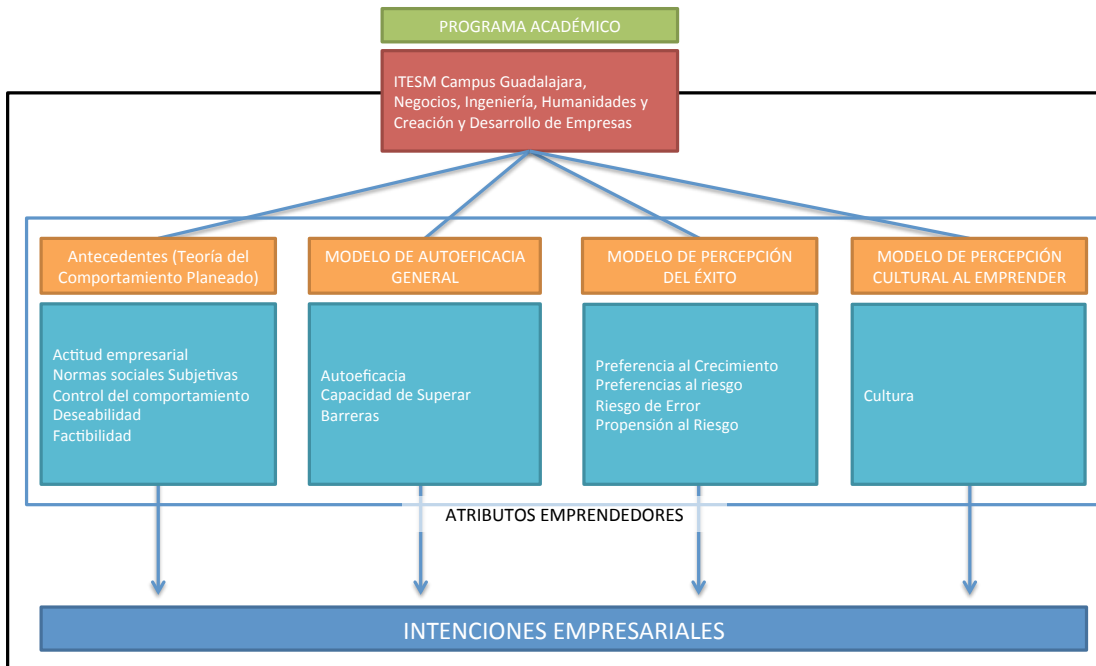 PROGRAMA ACADÉMICO
ITESM Campus Guadalajara,
Negocios, Ingeniería, Humanidades y
Creación y Desarrollo de Empresas
Antecedentes (Teoría del
Comportamiento Planeado)
Actitud empresarial
Normas sociales Subjetivas
Control del comportamiento
Deseabilidad
Factibilidad
MODELO DE AUTOEFICACIA
GENERAL
Autoeficacia
Capacidad de Superar
Barreras
MODELO DE PERCEPCIÓN
DEL ÉXITO
Preferencia al Crecimiento
Preferencias al riesgo
Riesgo de Error
Propensión al Riesgo
MODELO DE PERCEPCIÓN
CULTURAL AL EMPRENDER
Cultura
ATRIBUTOS EMPRENDEDORES
INTENCIONES EMPRESARIALES